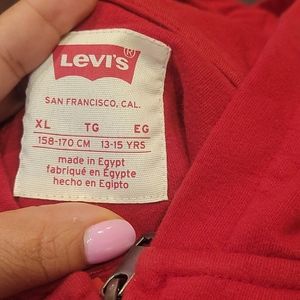 Levi's ®
SAN FRANCISCO, CAL.
XL TG EG
158-170 CM 13-15 YRS
made in Egypt
fabriqué en Égypte
hecho en Egipto